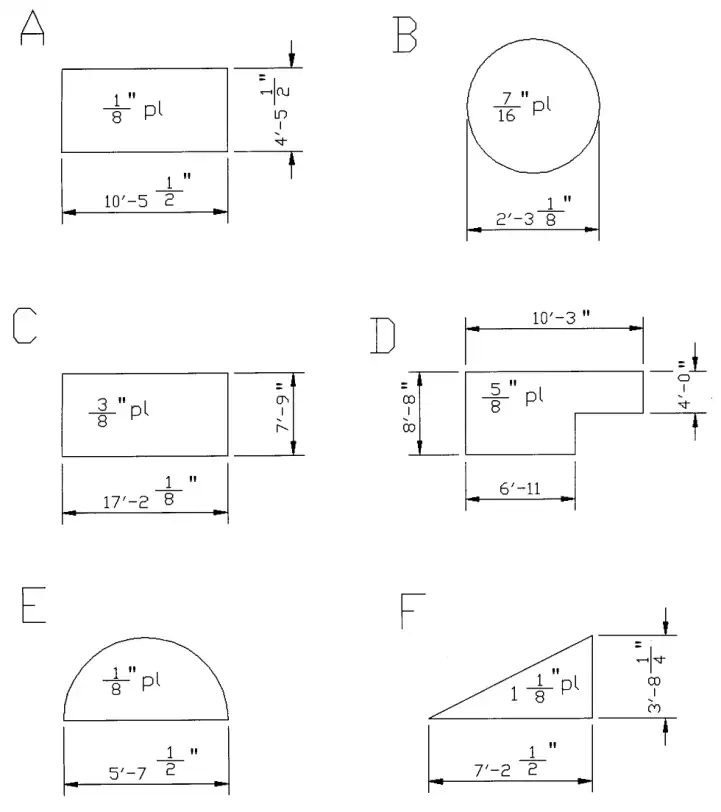 A
1/8" pl
4'-5 1/2"
10'-5 1/2"
B
7/16" pl
2'-3 1/8"
C
3/8" pl
7'-9"
17'-2 1/8"
D
10'-3"
5/8" pl
8'-8"
4'-0"
6'-11
E
1/8" pl
5'-7 1/2"
F
1 1/8" pl
3'-8 1/4"
7'-2 1/2"